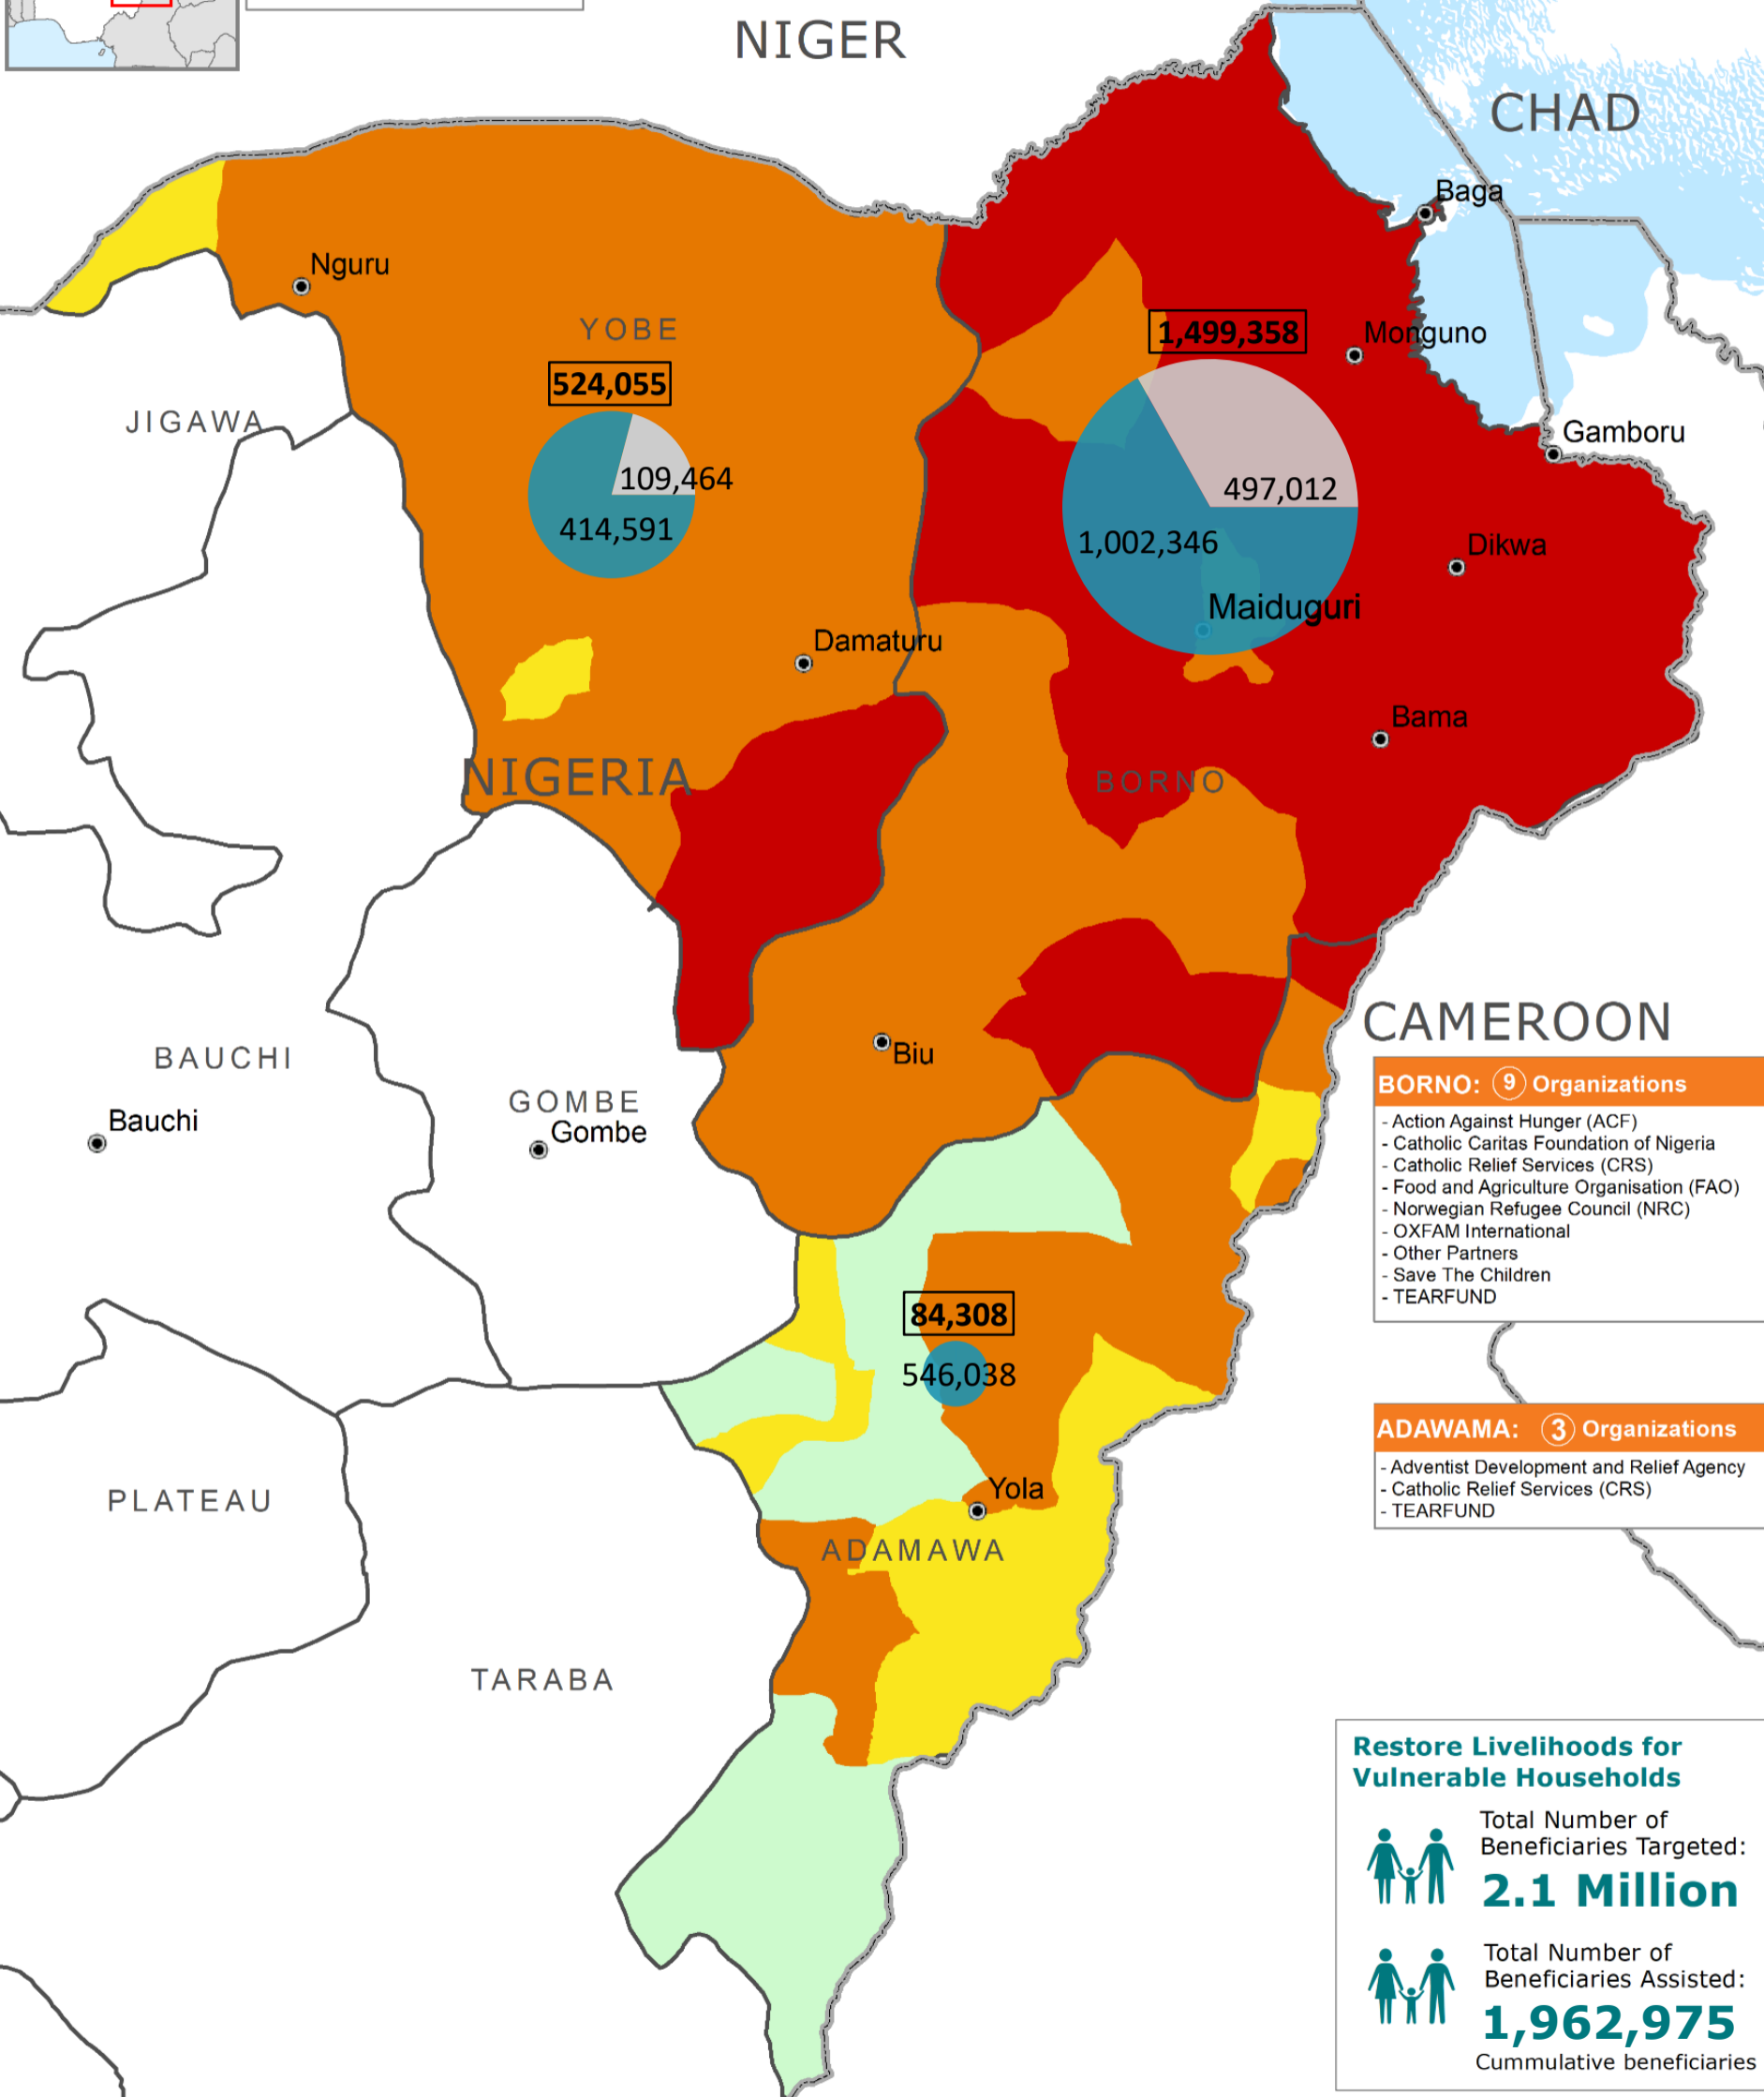 NIGER
CHAD
Baga
Nguru
YOBE
524,055
109,464
414,591
1,499,358
497,012
1,002,346
Monguno
Gamboru
JIGAWA
Dikwa
Maiduguri
Damaturu
Bama
NIGERIA
BORNO
CAMEROON
Biu
BAUCHI
Bauchi
GOMBE
Gombe
BORNO: 9 Organizations
- Action Against Hunger (ACF)
- Catholic Caritas Foundation of Nigeria
- Catholic Relief Services (CRS)
- Food and Agriculture Organisation (FAO)
- Norwegian Refugee Council (NRC)
- OXFAM International
- Other Partners
- Save The Children
- TEARFUND
84,308
546,038
ADAWAMA: 3 Organizations
- Adventist Development and Relief Agency
- Catholic Relief Services (CRS)
- TEARFUND
Yola
PLATEAU
ADAMAWA
TARABA
Restore Livelihoods for
Vulnerable Households
Total Number of
Beneficiaries Targeted:
2.1 Million
Total Number of
Beneficiaries Assisted:
1,962,975
Cummulative beneficiaries